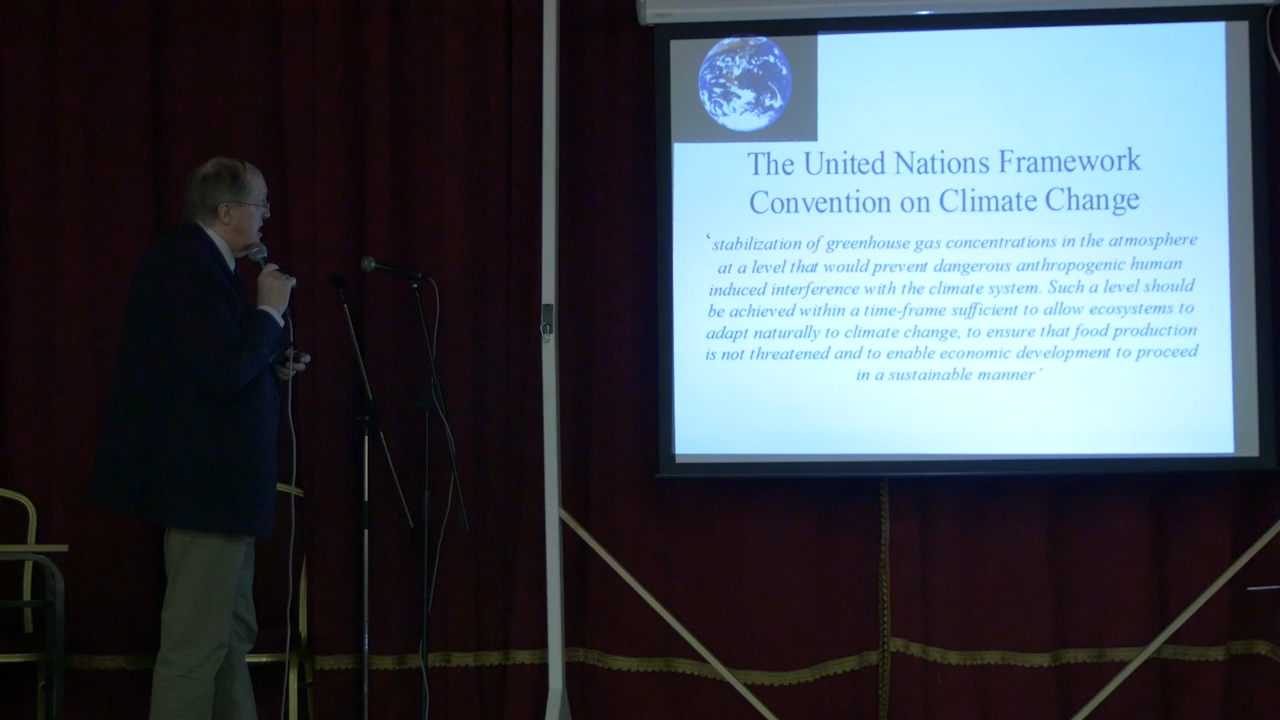 The United Nations Framework
Convention on Climate Change
‘stabilization of greenhouse gas concentrations in the atmosphere
at a level that would prevent dangerous anthropogenic human
induced interference with the climate system. Such a level should
be achieved within a time-frame sufficient to allow ecosystems to
adapt naturally to climate change, to ensure that food production
is not threatened and to enable economic development to proceed
in a sustainable manner’